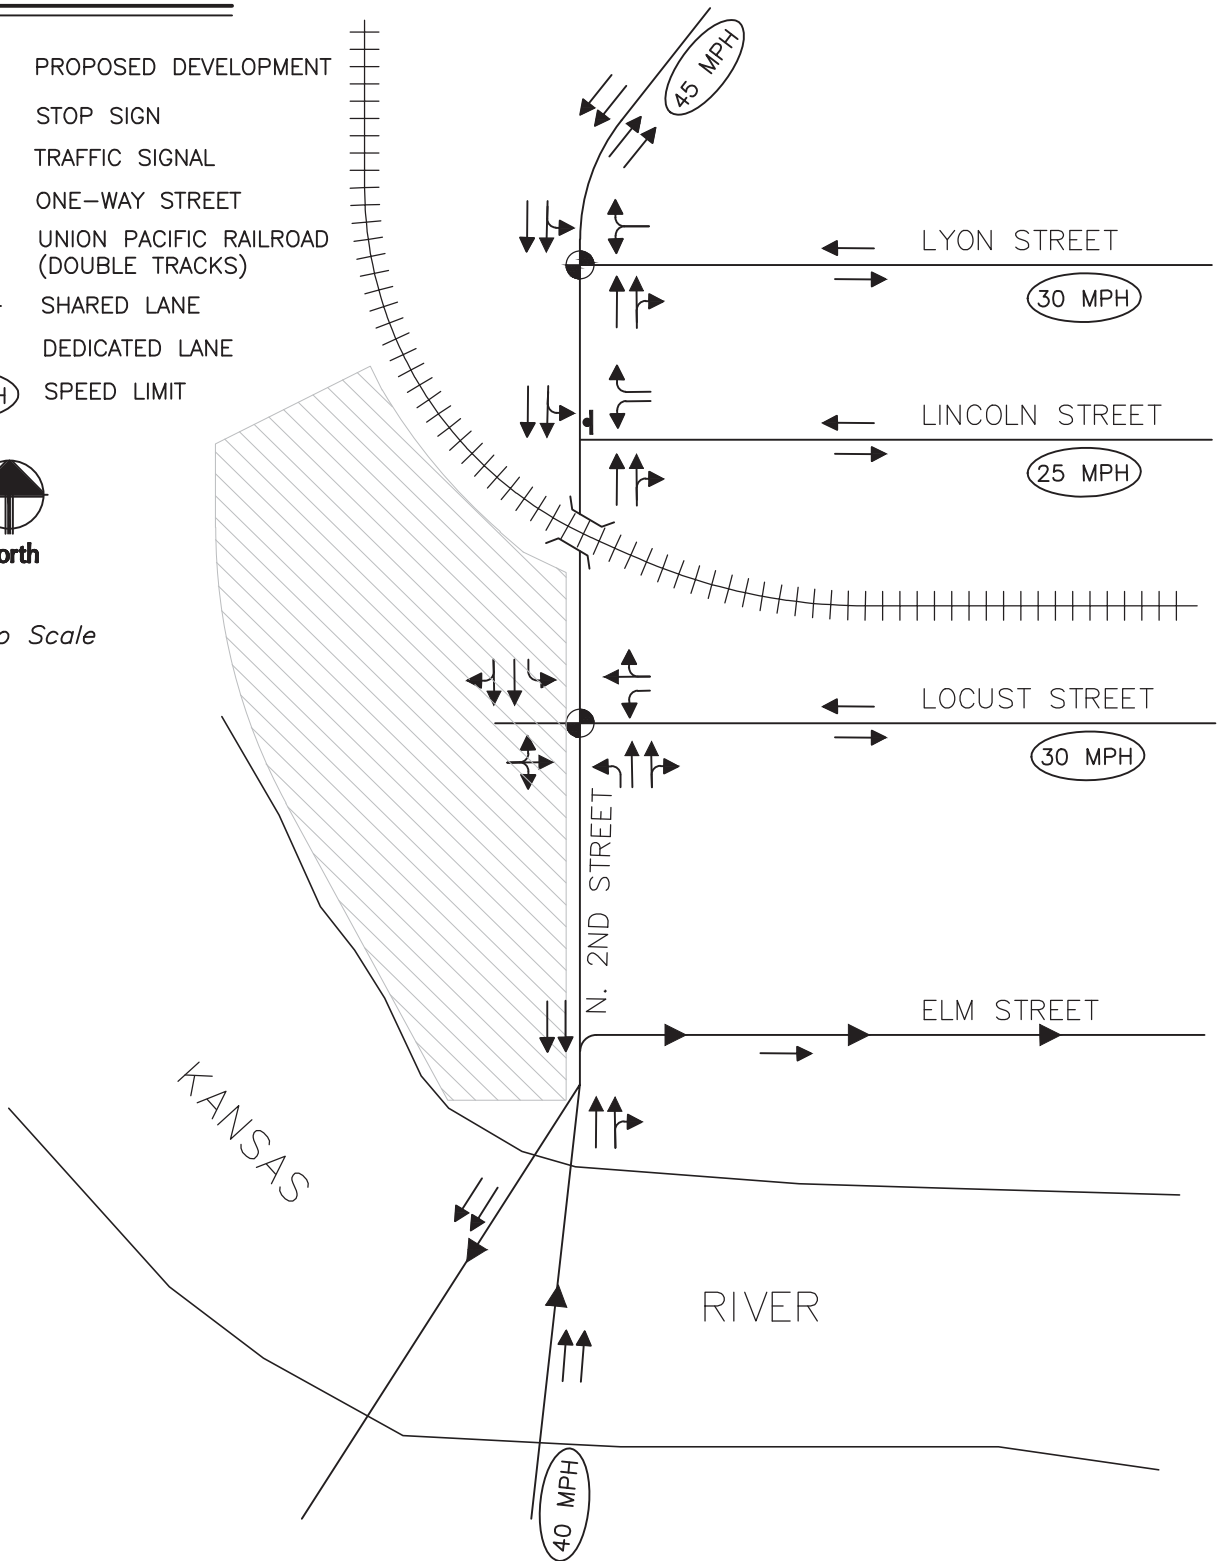 PROPOSED DEVELOPMENT
STOP SIGN
TRAFFIC SIGNAL
ONE-WAY STREET
UNION PACIFIC RAILROAD
(DOUBLE TRACKS)
SHARED LANE
DEDICATED LANE
SPEED LIMIT
H
orth
o Scale
45 MPH
LYON STREET
30 MPH
LINCOLN STREET
25 MPH
LOCUST STREET
30 MPH
N. 2ND STREET
ELM STREET
KANSAS
RIVER
40 MPH